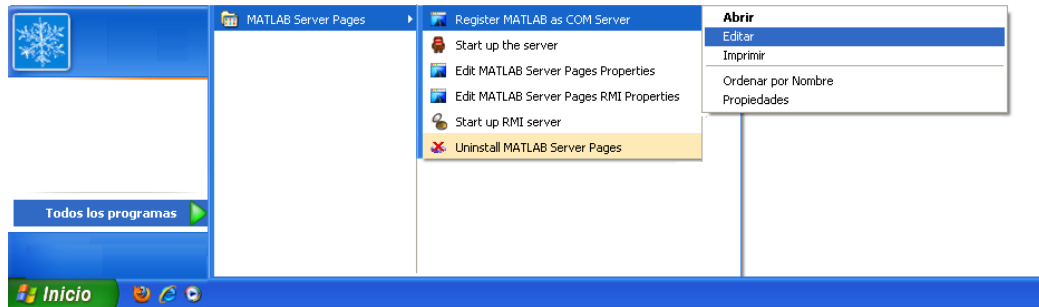 MATLAB Server Pages
Register MATLAB as COM Server
Start up the server
Edit MATLAB Server Pages Properties
Edit MATLAB Server Pages RMI Properties
Start up RMI server
Uninstall MATLAB Server Pages
Abrir
Editar
Imprimir
Ordenar por Nombre
Propiedades
Todos los programas
Inicio